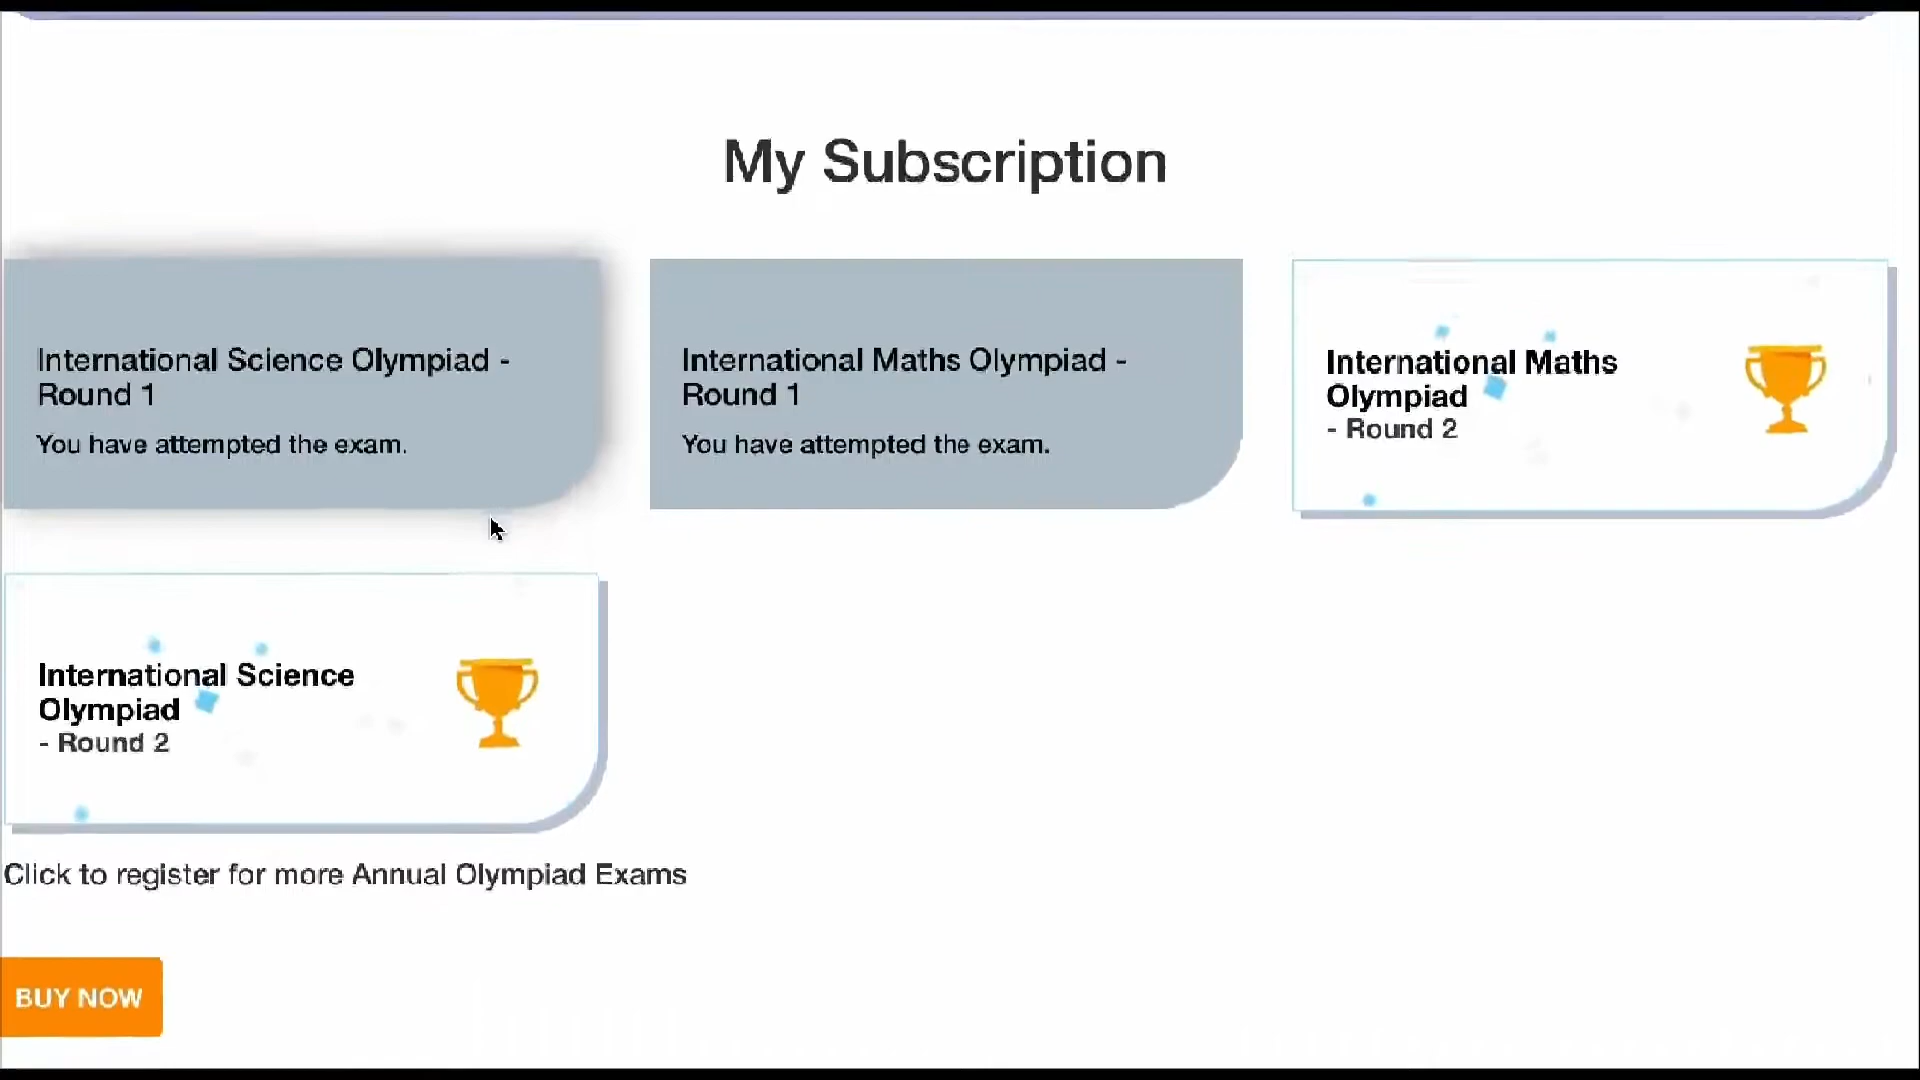 My Subscription
International Science Olympiad -
Round 1
You have attempted the exam.
International Maths Olympiad -
Round 1
You have attempted the exam.
International Maths
Olympiad
- Round 2
International Science
Olympiad
- Round 2
Click to register for more Annual Olympiad Exams
BUY NOW